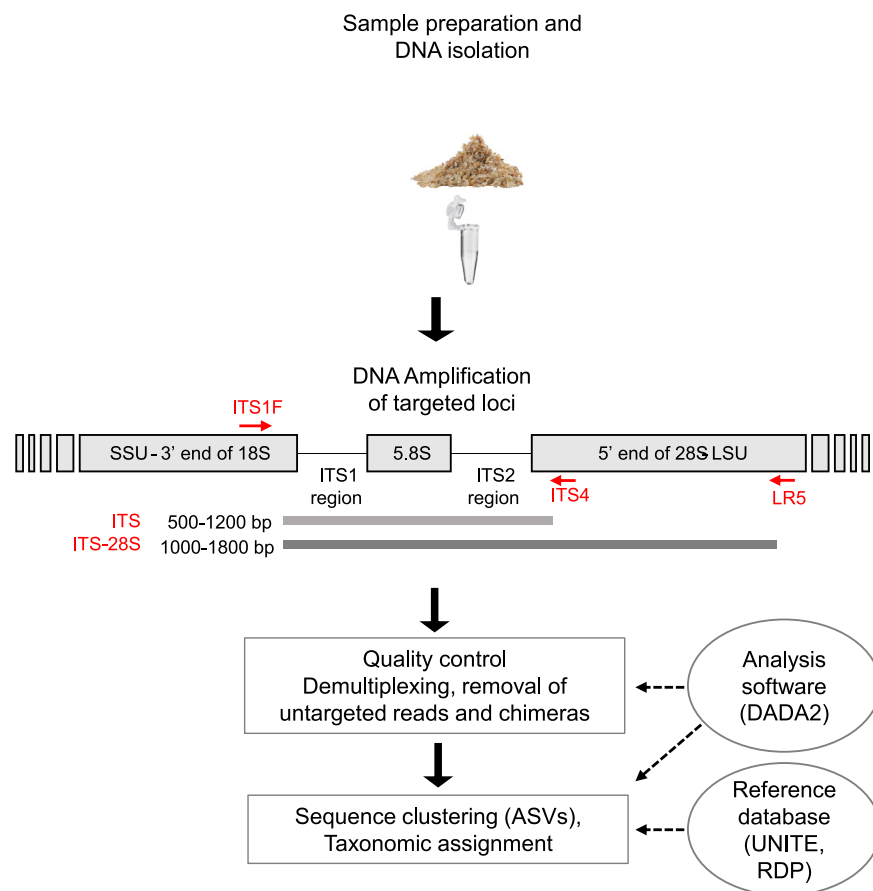 Sample preparation and
DNA isolation
DNA Amplification
of targeted loci
ITS1F
SSU - 3' end of 18S
5.8S
5' end of 28S - LSU
ITS1
region
ITS2
region
ITS4
LR5
ITS 500-1200 bp
ITS-28S 1000-1800 bp
Quality control
Demultiplexing, removal of
untargeted reads and chimeras
Analysis
software
(DADA2)
Sequence clustering (ASVs),
Taxonomic assignment
Reference
database
(UNITE,
RDP)